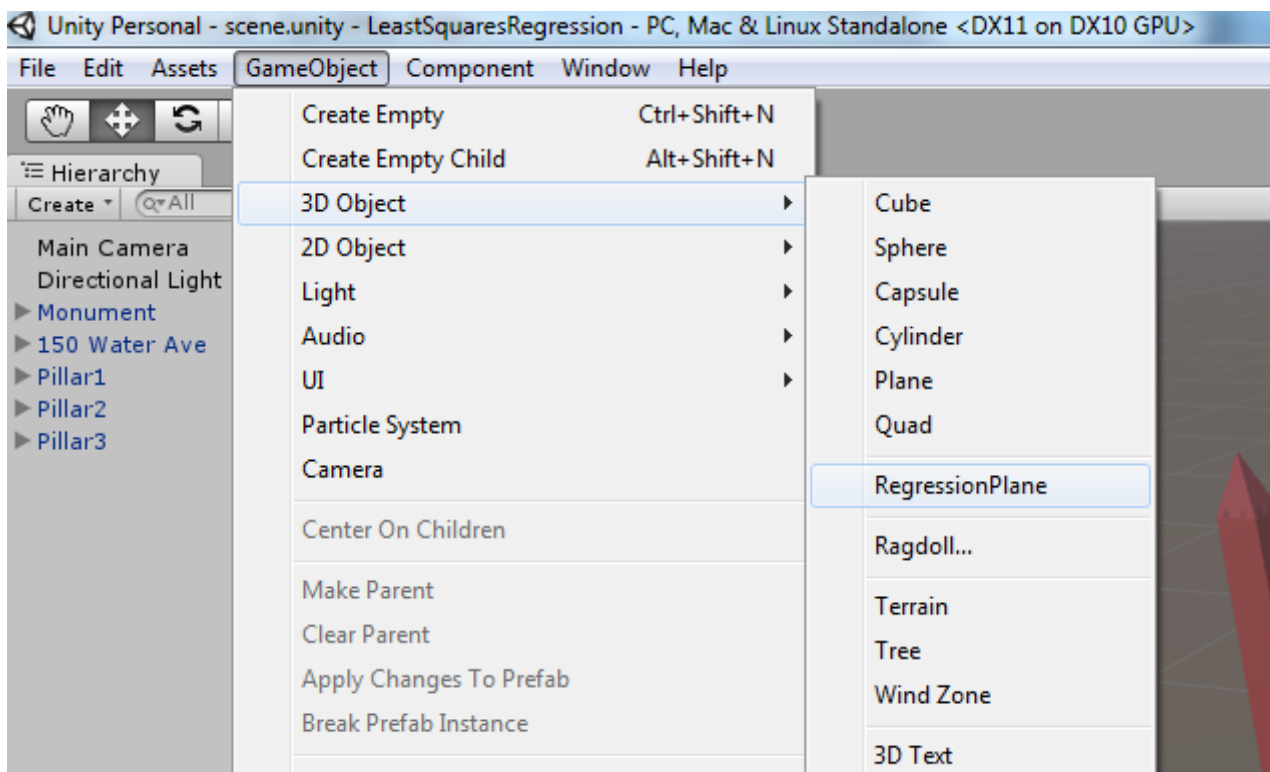 Unity Personal - scene.unity - LeastSquaresRegression - PC, Mac & Linux Standalone <DX11 on DX10 GPU>
File Edit Assets GameObject Component Window Help
Hierarchy
Create All
Main Camera
Directional Light
Monument
150 Water Ave
Pillar1
Pillar2
Pillar3
Create Empty Ctrl+Shift+N
Create Empty Child Alt+Shift+N
3D Object
2D Object
Light
Audio
UI
Particle System
Camera
Center On Children
Make Parent
Clear Parent
Apply Changes To Prefab
Break Prefab Instance
Cube
Sphere
Capsule
Cylinder
Plane
Quad
RegressionPlane
Ragdoll...
Terrain
Tree
Wind Zone
3D Text